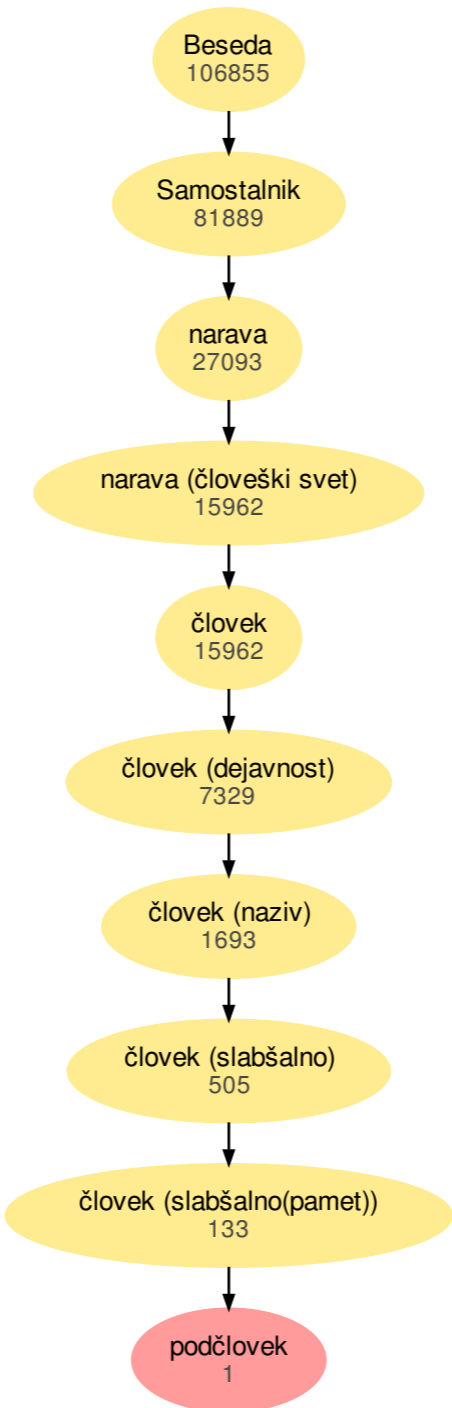 Beseda
106855
Samostalnik
81889
narava
27093
narava (človeški svet)
15962
človek
15962
človek (dejavnost)
7329
človek (naziv)
1693
človek (slabšalno)
505
človek (slabšalno(pamet))
133
podčlovek
1